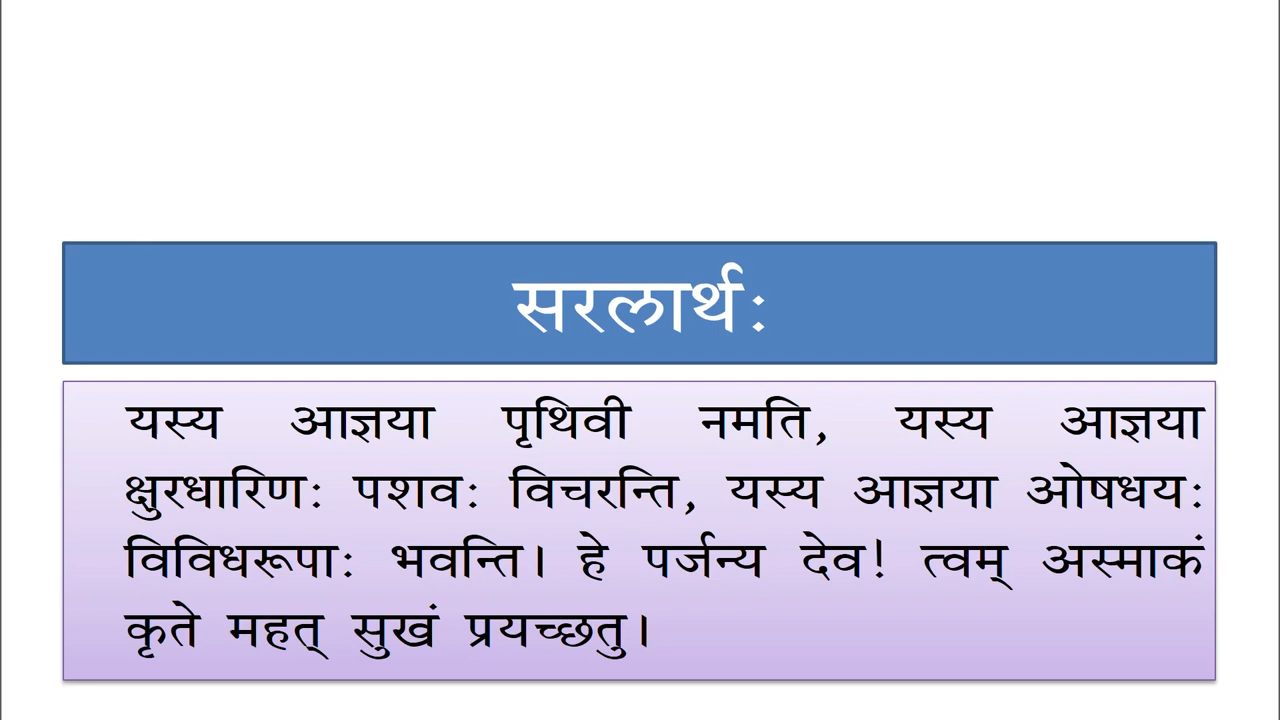 सरलार्थः
यस्य आज्ञया पृथिवी नमति, यस्य आज्ञया
क्षुरधारिणः पशवः विचरन्ति, यस्य आज्ञया ओषधयः
विविधरूपाः भवन्ति। हे पर्जन्य देव! त्वम् अस्माकं
कृते महत् सुखं प्रयच्छतु।